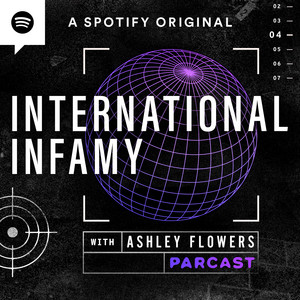 A SPOTIFY ORIGINAL
02
03
04
05
06
07
INTERNATIONAL
INFAMY
WITH ASHLEY FLOWERS
PARCAST